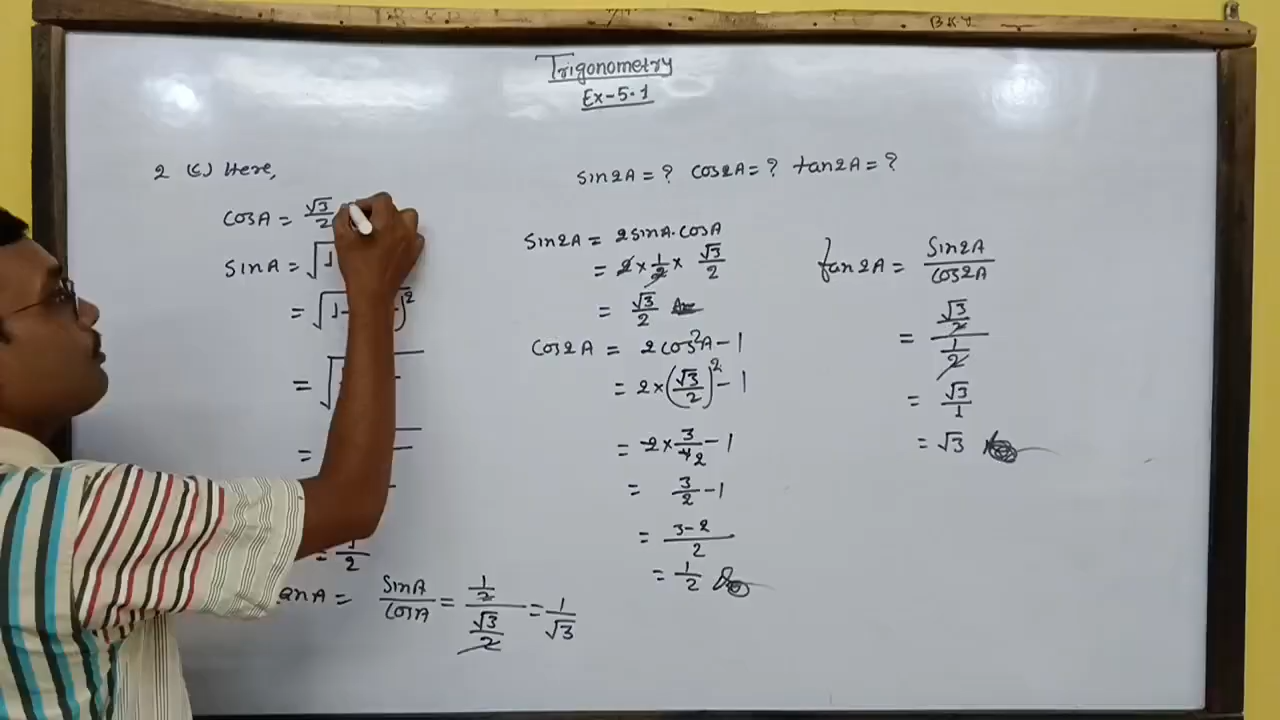 B.K.Y
Trigonometry
Ex-5.1
2 (c) Here,
sin2A = ? cos2A = ? tan2A = ?
cosA = √3/2
sinA = √1
= √1-)²
= √
=
= 1/2
anA = sinA/cosA = (1/2)/(√3/2) = 1/√3
sin2A = 2sinA.cosA
= 2 × 1/2 × √3/2
= √3/2
cos2A = 2cos²A - 1
= 2×(√3/2)² - 1
= 2×3/4 2 - 1
= 3/2 - 1
= 3-2/2
= 1/2
tan2A = sin2A/cos2A
= (√3/2)/(1/2)
= √3/1
= √3